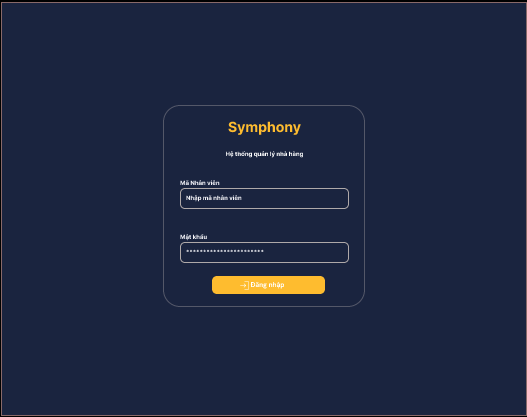 Symphony
Hệ thống quản lý nhà hàng
Mã Nhân viên
Nhập mã nhân viên
Mật khẩu
***********************
Đăng nhập